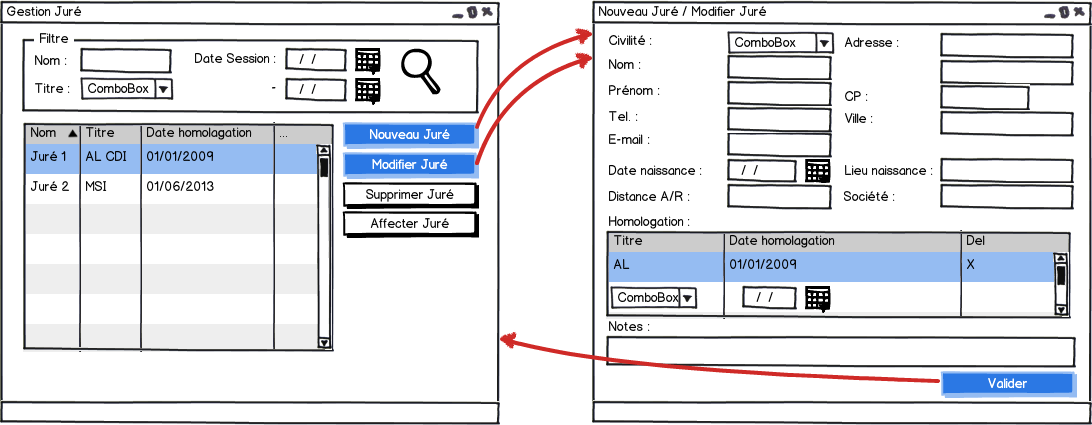 Gestion Juré
Filtre
Nom :
Date Session : / /
Titre : ComboBox
- / /
Nom Titre Date homolagation ...
Juré 1 AL CDI 01/01/2009
Juré 2 MSI 01/06/2013
Nouveau Juré
Modifier Juré
Supprimer Juré
Affecter Juré
Nouveau Juré / Modifier Juré
Civilité : ComboBox Adresse :
Nom :
Prénom : CP :
Tel. : Ville :
E-mail :
Date naissance : / / Lieu naissance :
Distance A/R : Société :
Homologation :
Titre Date homolagation Del
AL 01/01/2009 X
ComboBox / /
Notes :
Valider